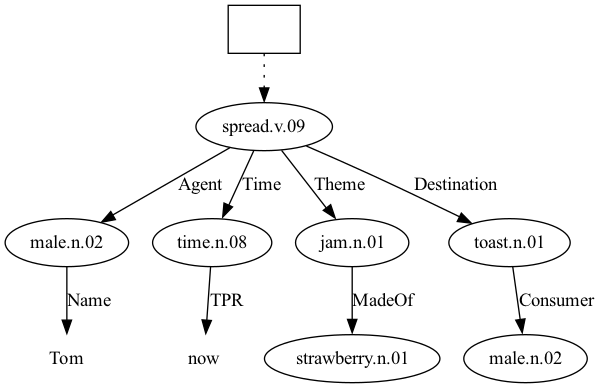 spread.v.09
Agent Time Theme Destination
male.n.02 time.n.08 jam.n.01 toast.n.01
Name TPR MadeOf Consumer
Tom now strawberry.n.01 male.n.02